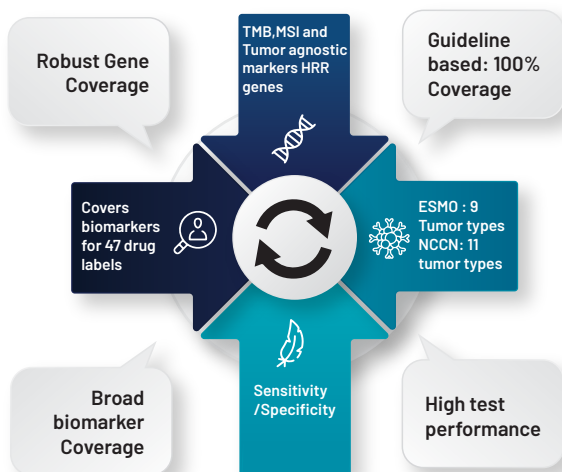 Robust Gene
Coverage
TMB,MSI and
Tumor agnostic
markers HRR
genes
Guideline
based: 100%
Coverage
Covers
biomarkers
for 47 drug
labels
ESMO : 9
Tumor types
NCCN: 11
tumor types
Broad
biomarker
Coverage
Sensitivity
/Specificity
High test
performance